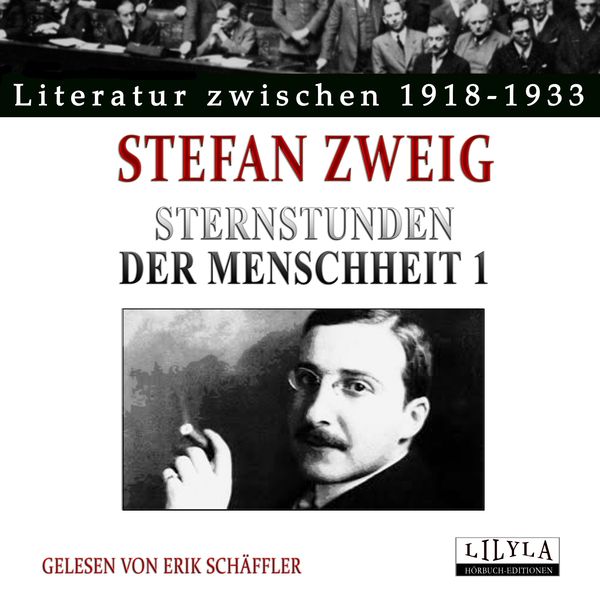 Literatur zwischen 1918-1933
STEFAN ZWEIG
STERNSTUNDEN
DER MENSCHHEIT 1
GELESEN VON ERIK SCHÄFFLER
LILYLA
HÖRBUCH-EDITIONEN